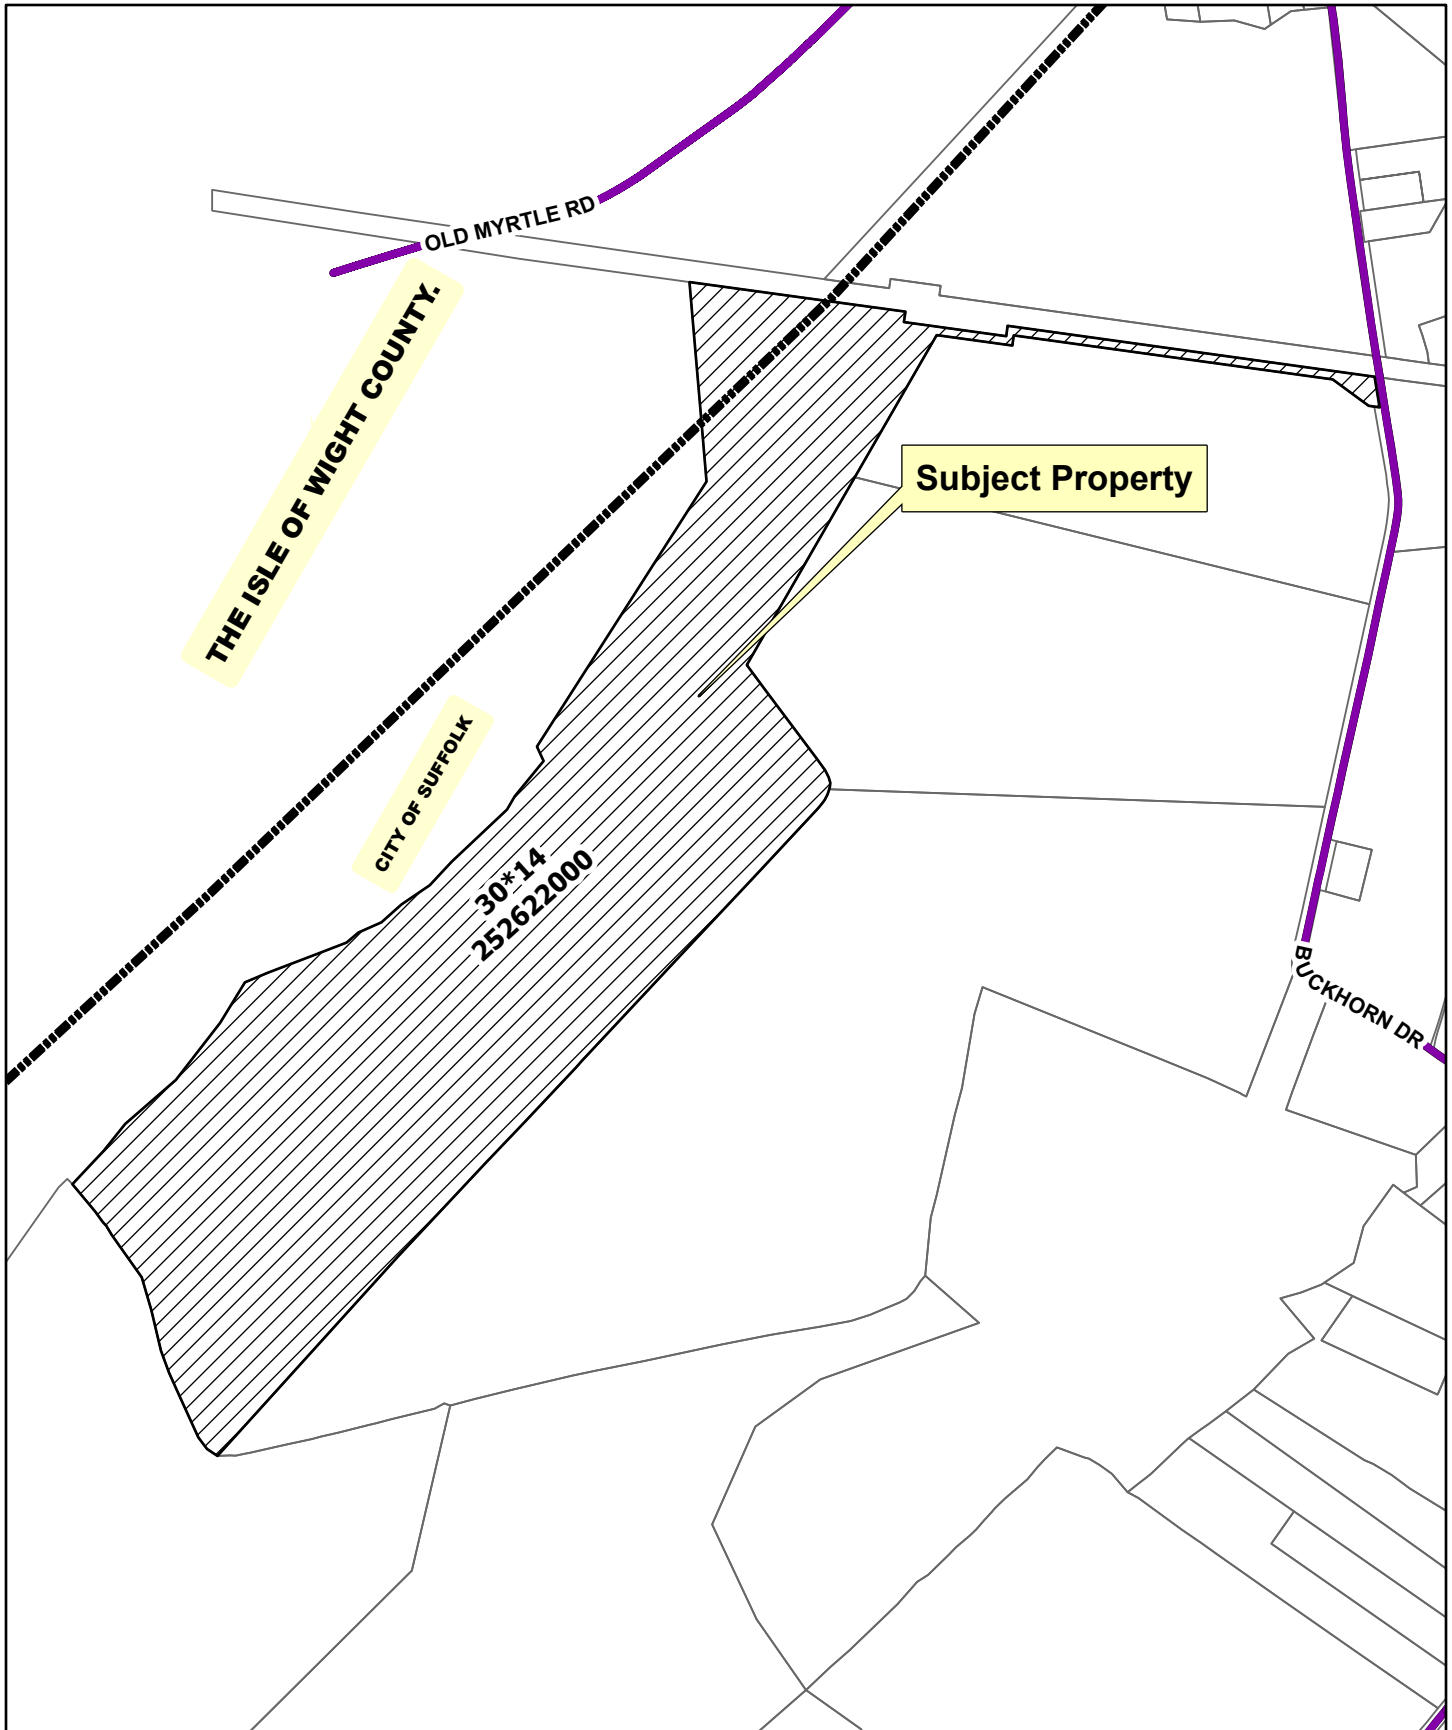 OLD MYRTLE RD
THE ISLE OF WIGHT COUNTY.
Subject Property
CITY OF SUFFOLK
30*14
252622000
BUCKHORN DR